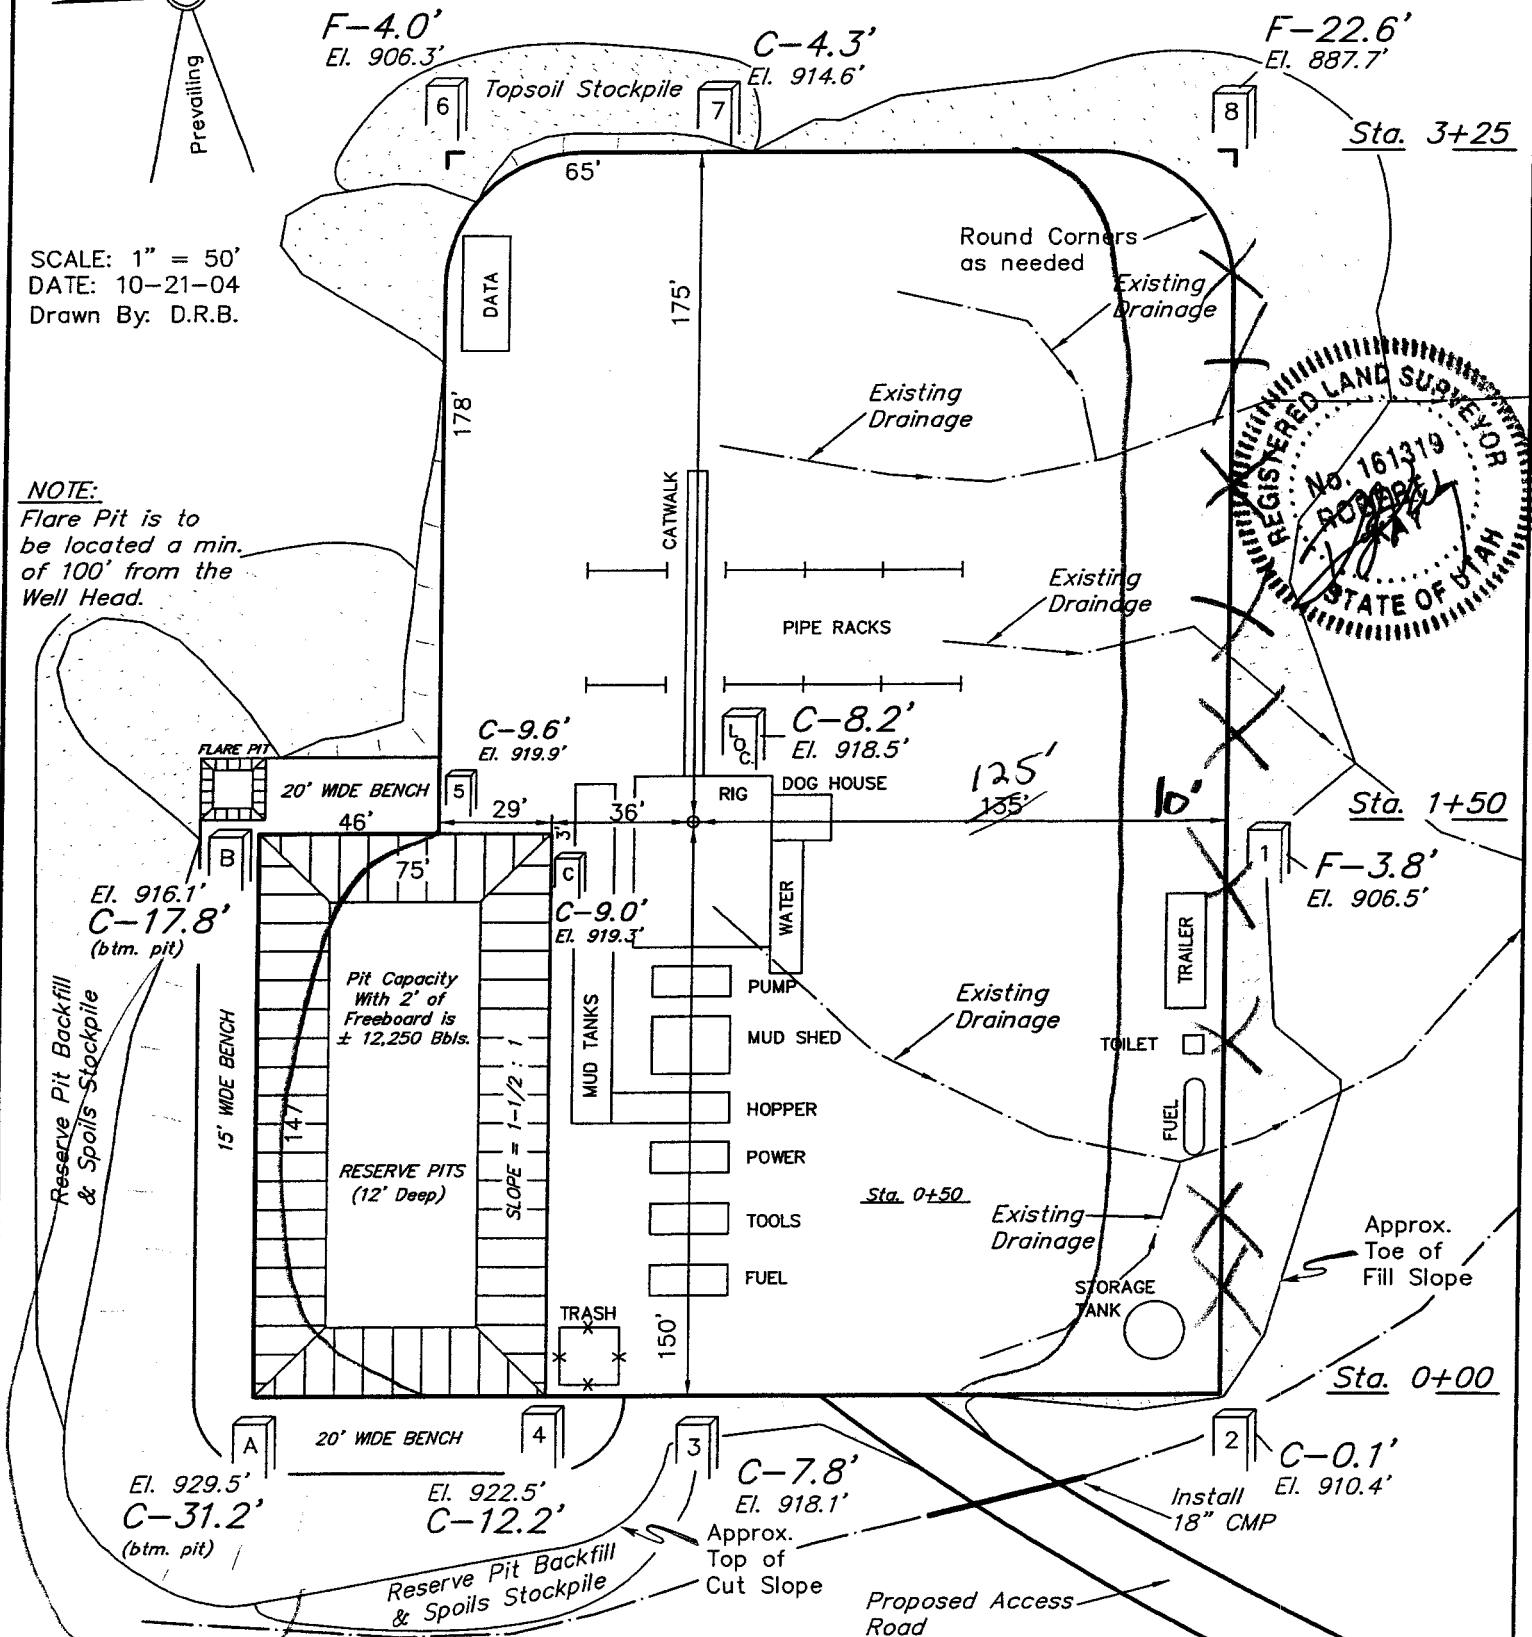 F-4.0'
El. 906.3'
C-4.3'
El. 914.6'
F-22.6'
El. 887.7'
Prevailing
6
Topsoil Stockpile
7
8
Sta. 3+25
65'
SCALE: 1" = 50'
DATE: 10-21-04
Drawn By: D.R.B.
DATA
175'
Round Corners
as needed
Existing
Drainage
178'
Existing
Drainage
REGISTERED LAND SURVEYOR
No. 161319
ROBERT
KAY
STATE OF UTAH
NOTE:
Flare Pit is to
be located a min.
of 100' from the
Well Head.
CATWALK
Existing
Drainage
PIPE RACKS
C-9.6'
El. 919.9'
LOC.
C-8.2'
El. 918.5'
FLARE PIT
20' WIDE BENCH
5
RIG
DOG HOUSE
125'
135'
10'
Sta. 1+50
46'
29'
3'
36'
B
75'
C
1
F-3.8'
El. 906.5'
El. 916.1'
C-17.8'
(btm. pit)
C-9.0'
El. 919.3'
WATER
TRAILER
Pit Capacity
With 2' of
Freeboard is
± 12,250 Bbls.
PUMP
Existing
Drainage
MUD SHED
TOILET
Reserve Pit Backfill
& Spoils Stockpile
15' WIDE BENCH
147'
SLOPE = 1-1/2 : 1
MUD TANKS
HOPPER
FUEL
RESERVE PITS
(12' Deep)
POWER
Sta. 0+50
TOOLS
Existing
Drainage
Approx.
Toe of
Fill Slope
FUEL
STORAGE
TANK
TRASH
150'
Sta. 0+00
A
20' WIDE BENCH
4
3
2
C-0.1'
El. 910.4'
El. 929.5'
C-31.2'
(btm. pit)
El. 922.5'
C-12.2'
C-7.8'
El. 918.1'
Install
18" CMP
Approx.
Top of
Cut Slope
Reserve Pit Backfill
& Spoils Stockpile
Proposed Access
Road